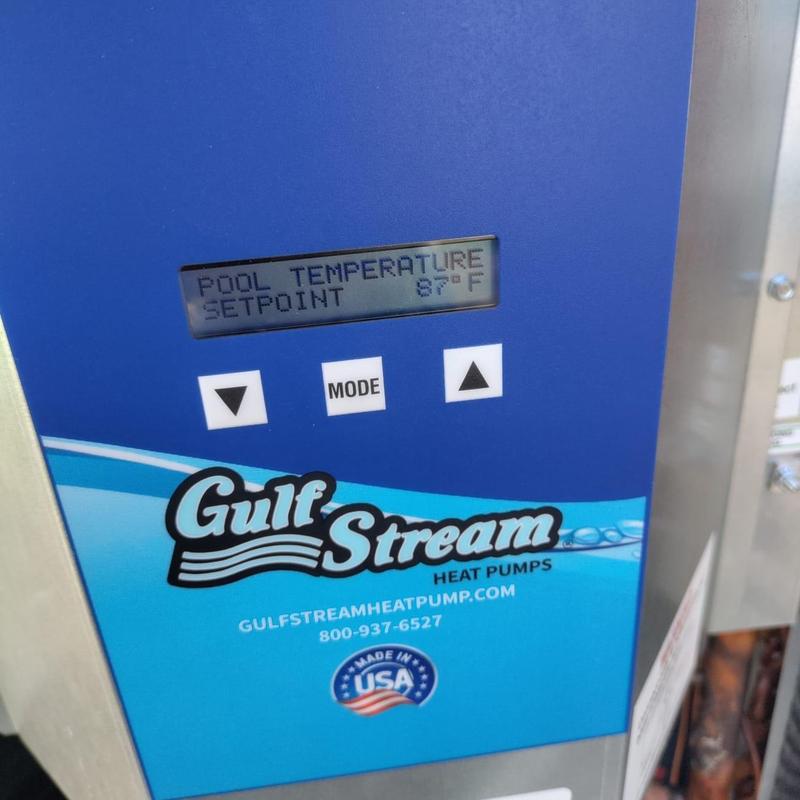 POOL TEMPERATURE
SETPOINT 87°F
MODE
Gulf
Stream
HEAT PUMPS
GULFSTREAMHEATPUMP.COM
800-937-6527
MADE IN
USA